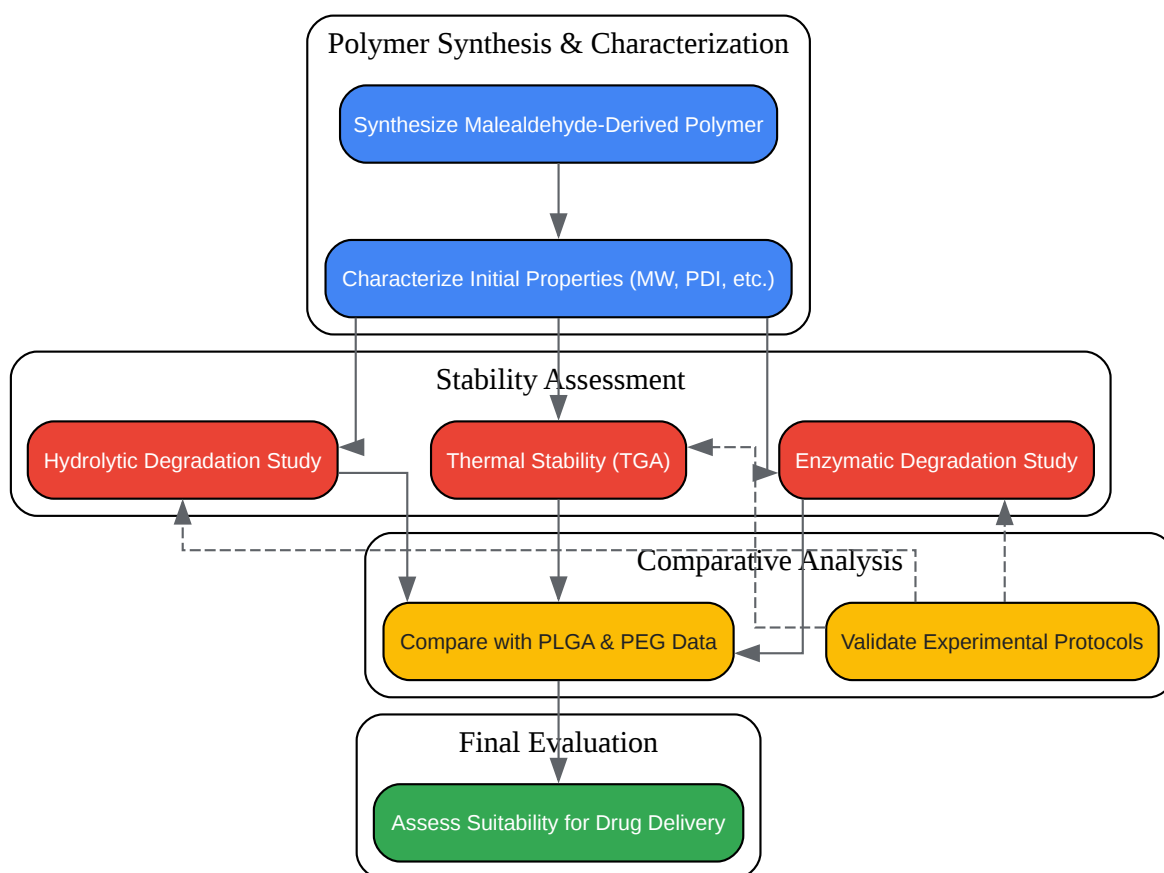 Polymer Synthesis & Characterization
Synthesize Malealdehyde-Derived Polymer
Characterize Initial Properties (MW, PDI, etc.)
Stability Assessment
Hydrolytic Degradation Study
Thermal Stability (TGA)
Enzymatic Degradation Study
Comparative Analysis
Compare with PLGA & PEG Data
Validate Experimental Protocols
Final Evaluation
Assess Suitability for Drug Delivery